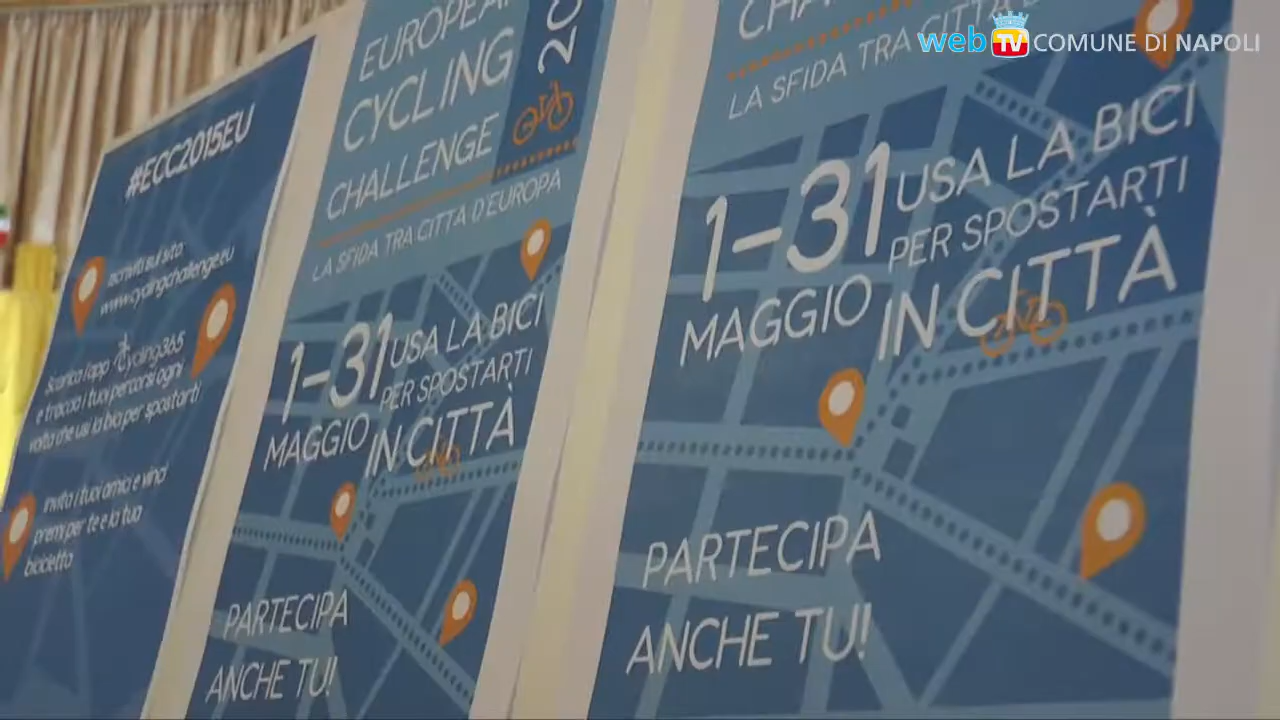 web TV COMUNE DI NAPOLI
#ECC2015EU
Iscriviti sul sito
www.cyclingchallenge.eu
Scarica l'app Cycling365
e traccia i tuoi percorsi ogni
volta che usi la bici per spostarti
Invita i tuoi amici e vinci
premi per te e la tua
bicicletta
EUROPEAN
CYCLING
CHALLENGE
20
LA SFIDA TRA CITTÀ D'EUROPA
1-31
MAGGIO
USA LA BICI
PER SPOSTARTI
IN CITTÀ
PARTECIPA
ANCHE TU!
LA SFIDA TRA CITTÀ
1-31
MAGGIO
USA LA BICI
PER SPOSTARTI
IN CITTÀ
PARTECIPA
ANCHE TU!